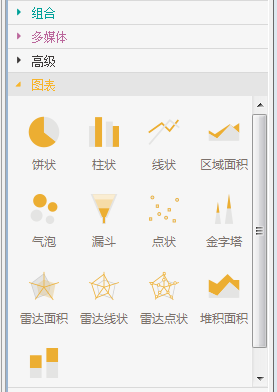 组合
多媒体
高级
图表
饼状 柱状 线状 区域面积
气泡 漏斗 点状 金字塔
雷达面积 雷达线状 雷达点状 堆积面积